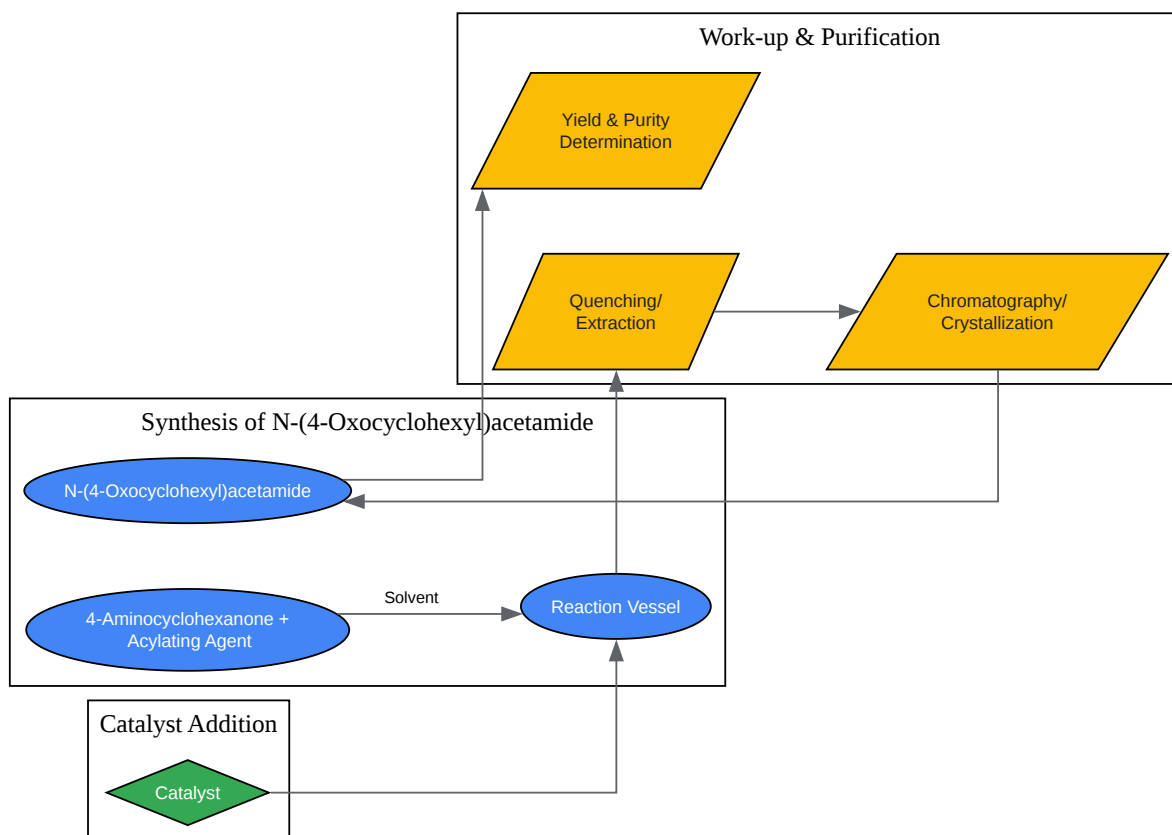 Work-up & Purification
Yield & Purity
Determination
Quenching/
Extraction
Chromatography/
Crystallization
Synthesis of N-(4-Oxocyclohexyl)acetamide
N-(4-Oxocyclohexyl)acetamide
4-Aminocyclohexanone +
Acylating Agent
Solvent
Reaction Vessel
Catalyst Addition
Catalyst